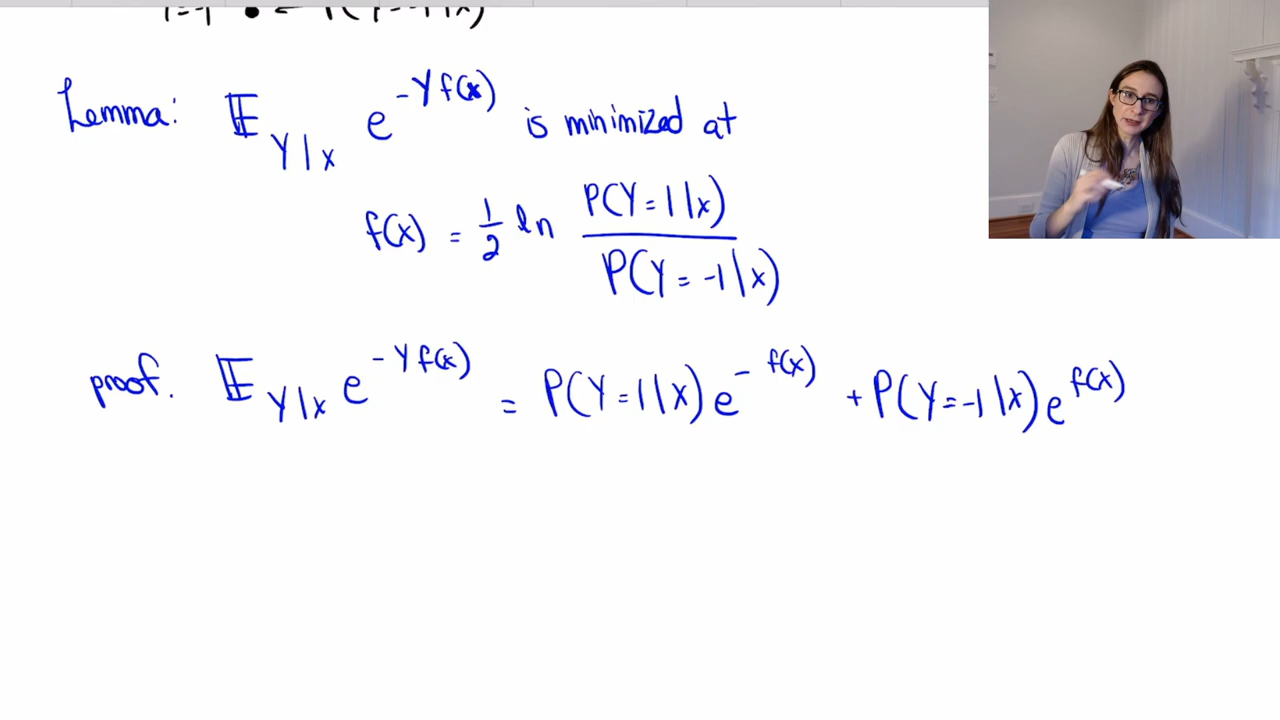 Lemma: 𝔼_{Y|x} e^{-Yf(x)} is minimized at
f(x) = 1/2 ln P(Y=1|x) / P(Y=-1|x)
proof. 𝔼_{Y|x} e^{-Yf(x)} = P(Y=1|x) e^{-f(x)} + P(Y=-1|x) e^{f(x)}